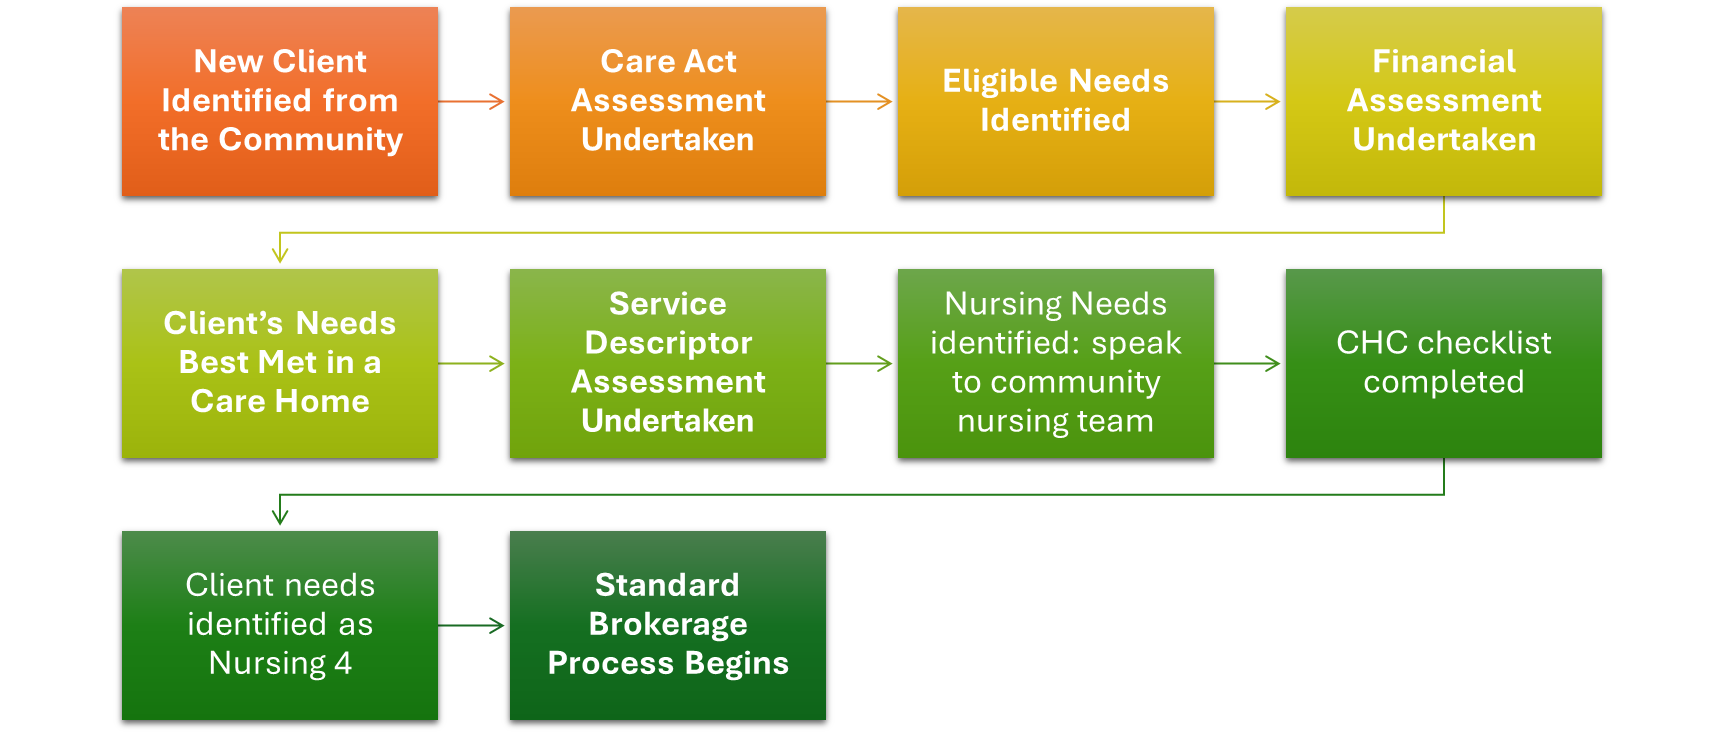 New Client
Identified from
the Community
Care Act
Assessment
Undertaken
Eligible Needs
Identified
Financial
Assessment
Undertaken
Client’s Needs
Best Met in a
Care Home
Service
Descriptor
Assessment
Undertaken
Nursing Needs
identified: speak
to community
nursing team
CHC checklist
completed
Client needs
identified as
Nursing 4
Standard
Brokerage
Process Begins